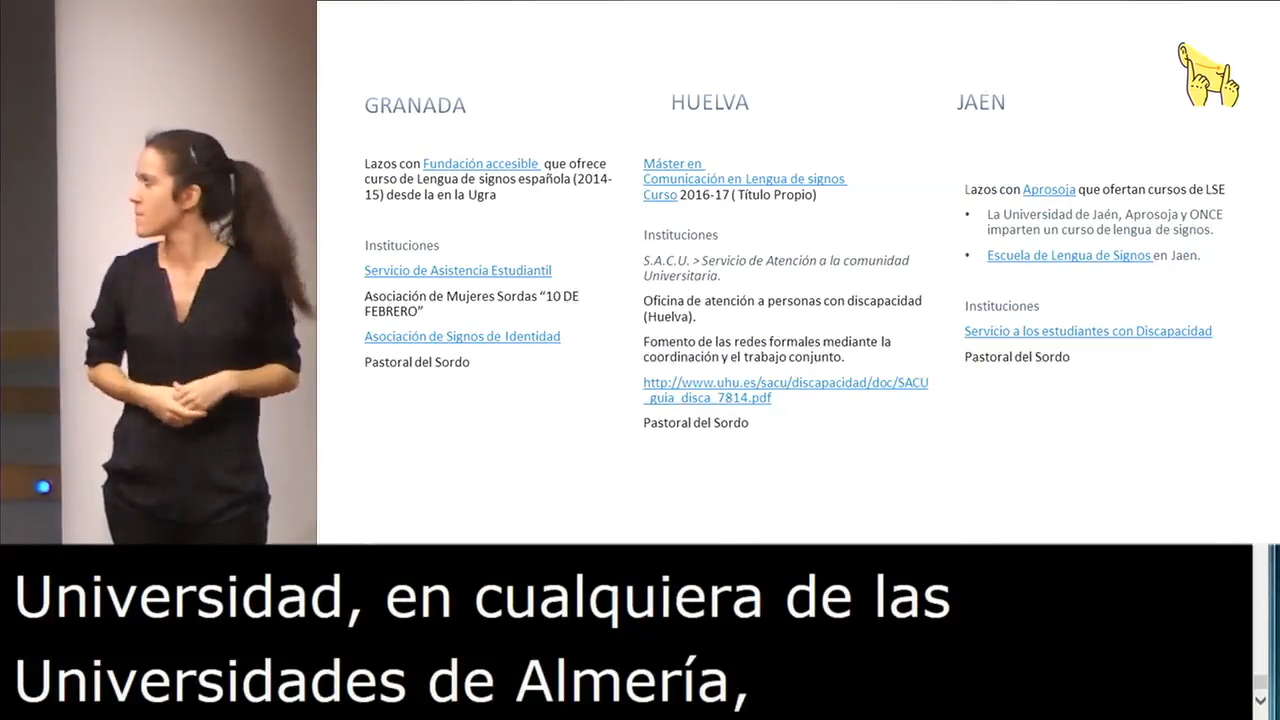 GRANADA
Lazos con Fundación accesible que ofrece
curso de Lengua de signos española (2014-
15) desde la en la Ugra
Instituciones
Servicio de Asistencia Estudiantil
Asociación de Mujeres Sordas “10 DE
FEBRERO”
Asociación de Signos de Identidad
Pastoral del Sordo
HUELVA
Máster en
Comunicación en Lengua de signos
Curso 2016-17 ( Título Propio)
Instituciones
S.A.C.U. > Servicio de Atención a la comunidad
Universitaria.
Oficina de atención a personas con discapacidad
(Huelva).
Fomento de las redes formales mediante la
coordinación y el trabajo conjunto.
http://www.uhu.es/sacu/discapacidad/doc/SACU
_guia_disca_7814.pdf
Pastoral del Sordo
JAÉN
Lazos con Aprosoja que ofertan cursos de LSE
• La Universidad de Jaén, Aprosoja y ONCE
imparten un curso de lengua de signos.
• Escuela de Lengua de Signos en Jaen.
Instituciones
Servicio a los estudiantes con Discapacidad
Pastoral del Sordo
Universidad, en cualquiera de las
Universidades de Almería,